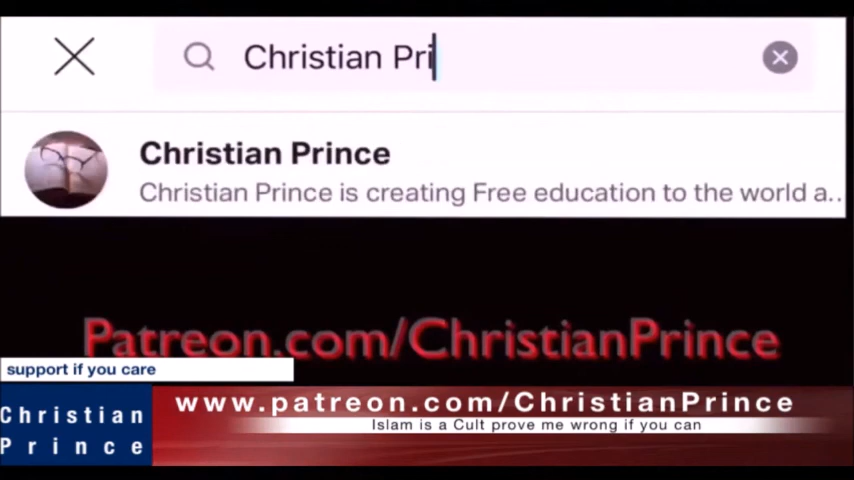 Christian Pri
Christian Prince
Christian Prince is creating Free education to the world a..
Patreon.com/ChristianPrince
support if you care
Christian
Prince
www.patreon.com/ChristianPrince
Islam is a Cult prove me wrong if you can